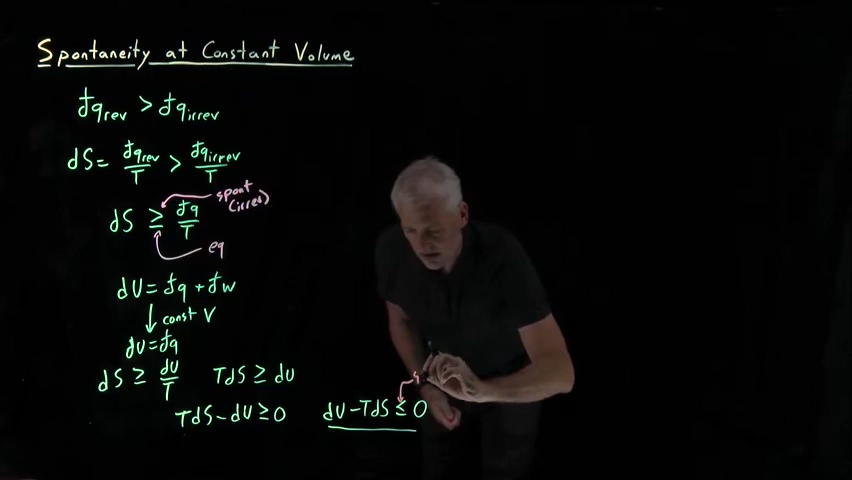 Spontaneity at Constant Volume
đq_rev > đq_irrev
dS = đq_rev/T > đq_irrev/T
spont
(irrev)
dS ≥ đq/T
eq
dU = đq + đw
↓ const V
dU = đq
dS ≥ dU/T TdS ≥ dU
TdS - dU ≥ 0 dU - TdS ≤ 0